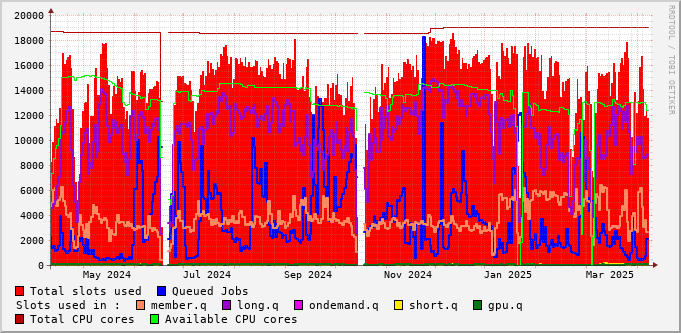 20000
18000
16000
14000
12000
10000
8000
6000
4000
2000
0
May 2024 Jul 2024 Sep 2024 Nov 2024 Jan 2025 Mar 2025
Total slots used Queued Jobs
Slots used in : member.q long.q ondemand.q short.q gpu.q
Total CPU cores Available CPU cores
RRDTOOL / TOBI OETIKER